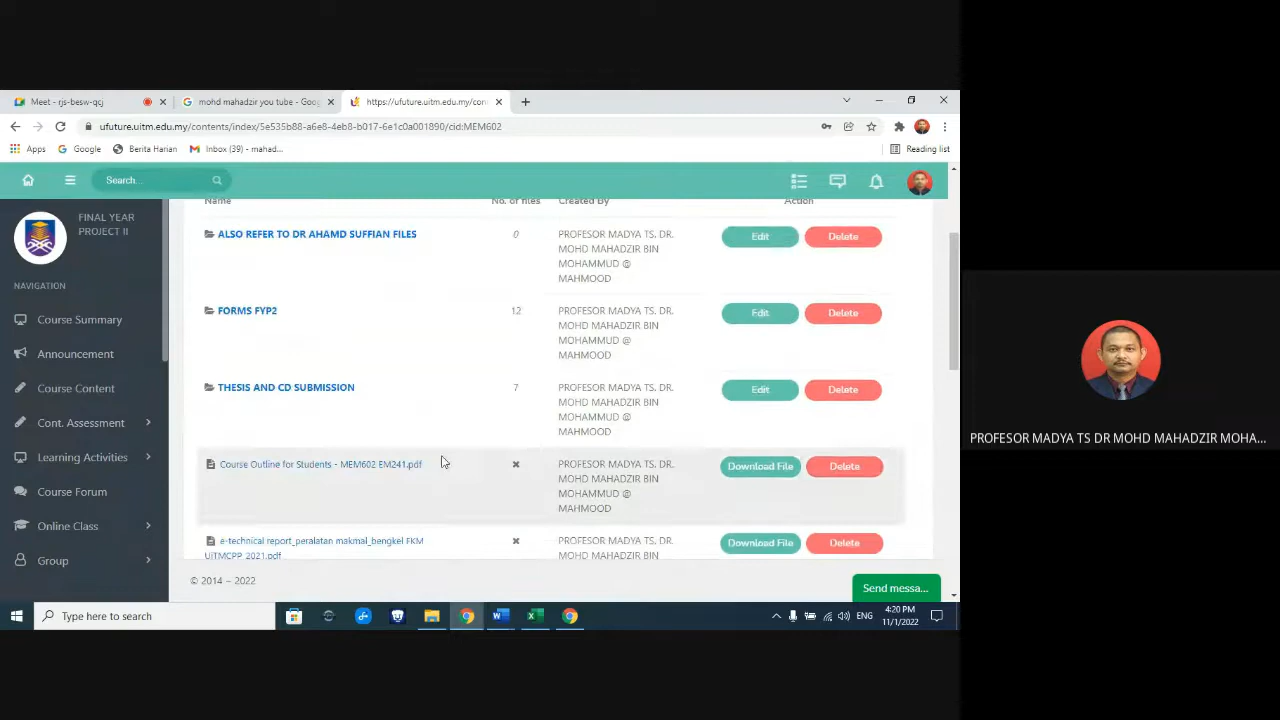 Meet - rjs-besw-qcj
mohd mahadzir you tube - Goog
https://ufuture.uitm.edu.my/con
ufuture.uitm.edu.my/contents/index/5e535b88-a6e8-4eb8-b017-6e1c0a001890/cid:MEM602
Apps Google Berita Harian Inbox (39) - mahad... Reading list
Search...
FINAL YEAR
PROJECT II
NAVIGATION
Course Summary
Announcement
Course Content
Cont. Assessment
Learning Activities
Course Forum
Online Class
Group
Name No. of files Created By Action
ALSO REFER TO DR AHAMD SUFFIAN FILES 0 PROFESOR MADYA TS. DR. Edit Delete
MOHD MAHADZIR BIN
MOHAMMUD @
MAHMOOD
FORMS FYP2 12 PROFESOR MADYA TS. DR. Edit Delete
MOHD MAHADZIR BIN
MOHAMMUD @
MAHMOOD
THESIS AND CD SUBMISSION 7 PROFESOR MADYA TS. DR. Edit Delete
MOHD MAHADZIR BIN
MOHAMMUD @
MAHMOOD
Course Outline for Students - MEM602 EM241.pdf PROFESOR MADYA TS. DR. Download File Delete
MOHD MAHADZIR BIN
MOHAMMUD @
MAHMOOD
e-technical report_peralatan makmal_bengkel FKM PROFESOR MADYA TS. DR. Download File Delete
UiTMCPP_2021.pdf MOHD MAHADZIR BIN
© 2014 – 2022
Send messa...
Type here to search
ENG
4:20 PM
11/1/2022
PROFESOR MADYA TS DR MOHD MAHADZIR MOHA...